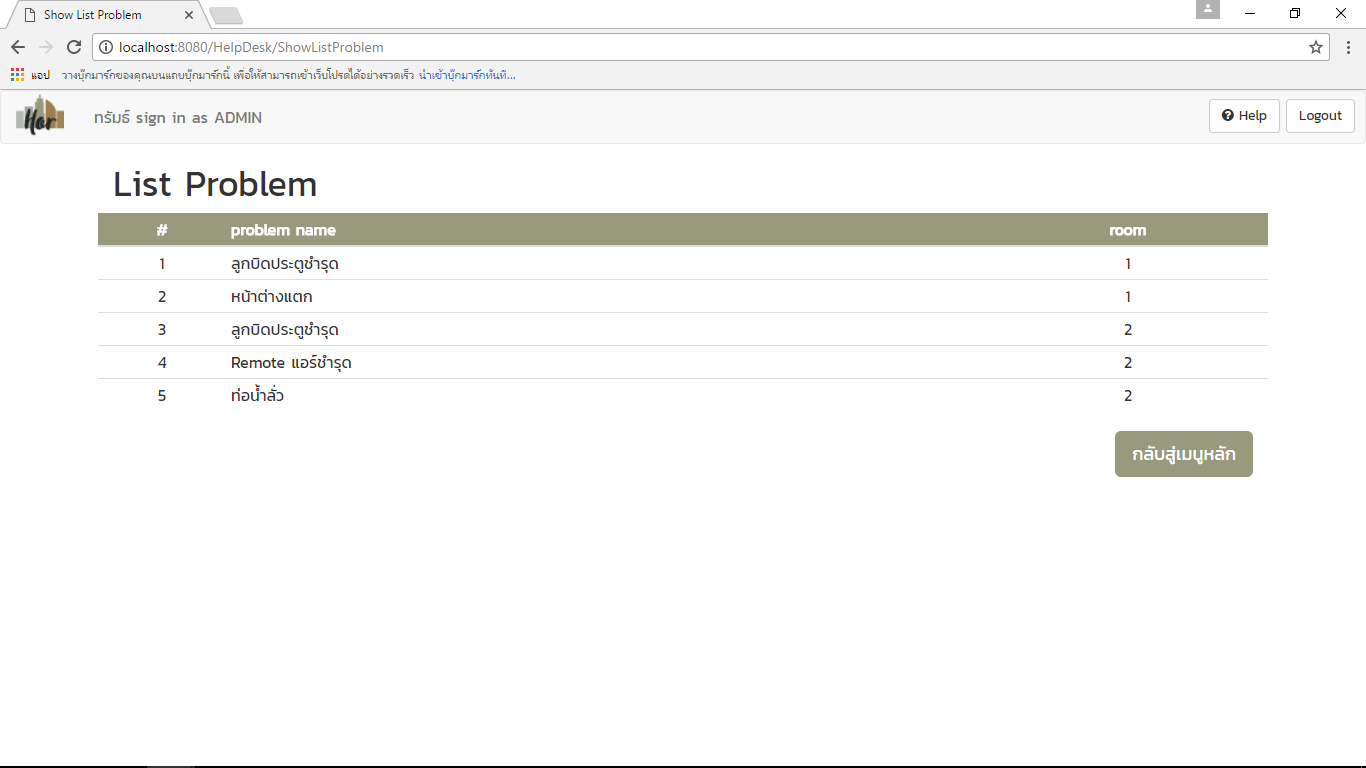 Show List Problem
localhost:8080/HelpDesk/ShowListProblem
แอป วางบุ๊กมาร์กของคุณบนแถบบุ๊กมาร์กนี้ เพื่อให้สามารถเข้าเว็บโปรดได้อย่างรวดเร็ว นำเข้าบุ๊กมาร์กทันที...
Hor
ทรัมธ์ sign in as ADMIN
Help
Logout
List Problem
# problem name room
1 ลูกบิดประตูชำรุด 1
2 หน้าต่างแตก 1
3 ลูกบิดประตูชำรุด 2
4 Remote แอร์ชำรุด 2
5 ท่อน้ำลั่ว 2
กลับสู่เมนูหลัก